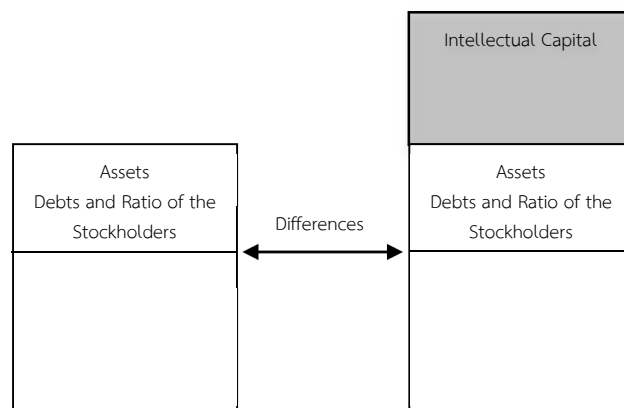 Intellectual Capital
Assets
Debts and Ratio of the
Stockholders
Differences
Assets
Debts and Ratio of the
Stockholders